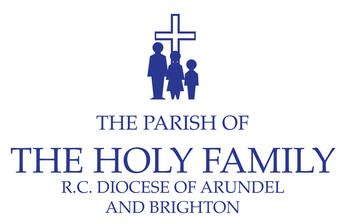 THE PARISH OF
THE HOLY FAMILY
R.C. DIOCESE OF ARUNDEL
AND BRIGHTON